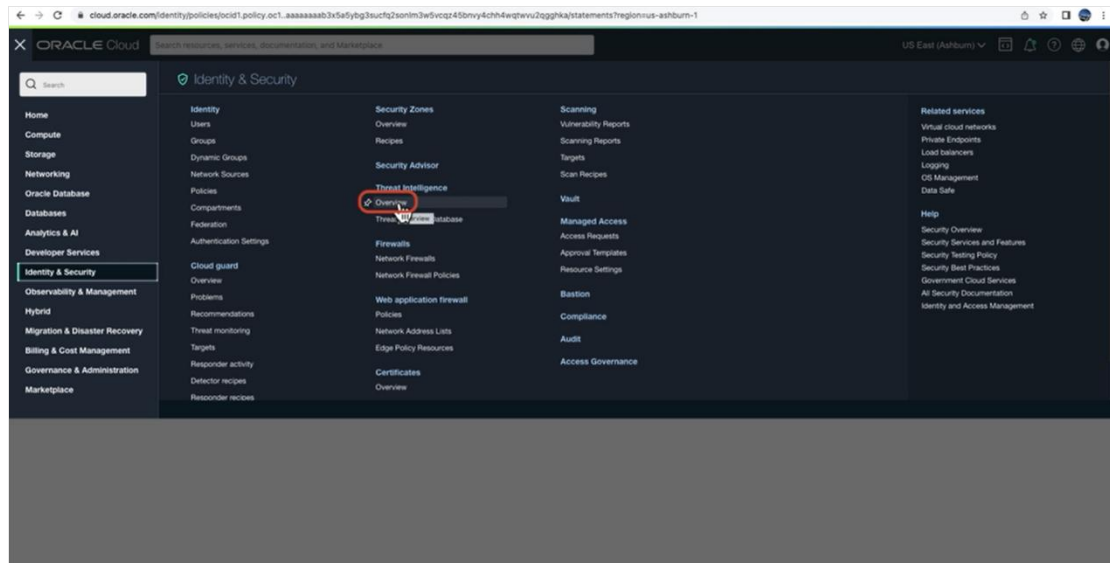 cloud.oracle.com/identity/policies/ocid1.policy.oc1..aaaaaaaab3x5a5ybg3sucfq2sonlm3w5vcqz45bnvy4chh4wqtwvu2qgghka/statements?region=us-ashburn-1
ORACLE Cloud
Search resources, services, documentation, and Marketplace
US East (Ashburn)
Search
Home
Compute
Storage
Networking
Oracle Database
Databases
Analytics & AI
Developer Services
Identity & Security
Observability & Management
Hybrid
Migration & Disaster Recovery
Billing & Cost Management
Governance & Administration
Marketplace
Identity & Security
Identity
Users
Groups
Dynamic Groups
Network Sources
Policies
Compartments
Federation
Authentication Settings
Cloud guard
Overview
Problems
Recommendations
Threat monitoring
Targets
Responder activity
Detector recipes
Responder recipes
Security Zones
Overview
Recipes
Security Advisor
Threat Intelligence
Overview
Firewalls
Network Firewalls
Network Firewall Policies
Web application firewall
Policies
Network Address Lists
Edge Policy Resources
Certificates
Overview
Scanning
Vulnerability Reports
Scanning Reports
Targets
Scan Recipes
Vault
Managed Access
Access Requests
Approval Templates
Resource Settings
Bastion
Compliance
Audit
Access Governance
Related services
Virtual cloud networks
Private Endpoints
Load balancers
Logging
OS Management
Data Safe
Help
Security Overview
Security Services and Features
Security Testing Policy
Security Best Practices
Government Cloud Services
All Security Documentation
Identity and Access Management